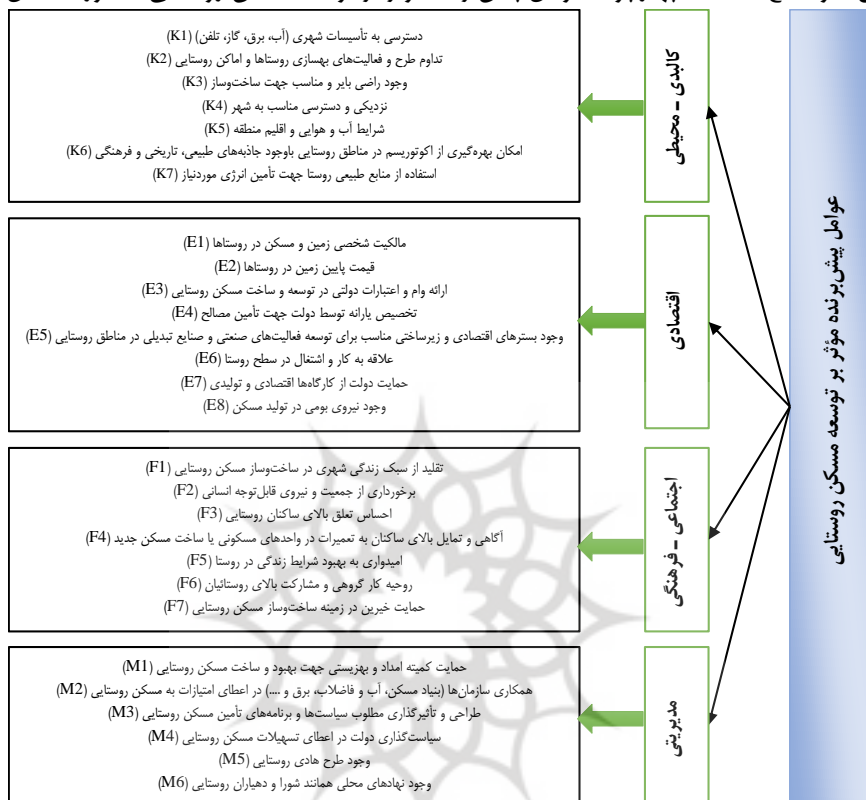 عوامل پیش‌برنده مؤثر بر توسعه مسکن روستایی
کالبدی - محیطی
دسترسی به تأسیسات شهری (آب، برق، گاز، تلفن) (K1)
تداوم طرح و فعالیت‌های بهسازی روستاها و اماکن روستایی (K2)
وجود راضی بایر و مناسب جهت ساخت‌وساز (K3)
نزدیکی و دسترسی مناسب به شهر (K4)
شرایط آب و هوایی و اقلیم منطقه (K5)
امکان بهره‌گیری از اکوتوریسم در مناطق روستایی باوجود جاذبه‌های طبیعی، تاریخی و فرهنگی (K6)
استفاده از منابع طبیعی روستا جهت تأمین انرژی موردنیاز (K7)
اقتصادی
مالکیت شخصی زمین و مسکن در روستاها (E1)
قیمت پایین زمین در روستاها (E2)
ارائه وام و اعتبارات دولتی در توسعه و ساخت مسکن روستایی (E3)
تخصیص یارانه توسط دولت جهت تأمین مصالح (E4)
وجود بسترهای اقتصادی و زیرساختی مناسب برای توسعه فعالیت‌های صنعتی و صنایع تبدیلی در مناطق روستایی (E5)
علاقه به کار و اشتغال در سطح روستا (E6)
حمایت دولت از کارگاه‌ها اقتصادی و تولیدی (E7)
وجود نیروی بومی در تولید مسکن (E8)
اجتماعی - فرهنگی
تقلید از سبک زندگی شهری در ساخت‌وساز مسکن روستایی (F1)
برخورداری از جمعیت و نیروی قابل‌توجه انسانی (F2)
احساس تعلق بالای ساکنان روستایی (F3)
آگاهی و تمایل بالای ساکنان به تعمیرات در واحدهای مسکونی یا ساخت مسکن جدید (F4)
امیدواری به بهبود شرایط زندگی در روستا (F5)
روحیه کار گروهی و مشارکت بالای روستائیان (F6)
حمایت خیرین در زمینه ساخت‌وساز مسکن روستایی (F7)
مدیریتی
حمایت کمیته امداد و بهزیستی جهت بهبود و ساخت مسکن روستایی (M1)
همکاری سازمان‌ها (بنیاد مسکن، آب و فاضلاب، برق و ....) در اعطای امتیازات به مسکن روستایی (M2)
طراحی و تأثیرگذاری مطلوب سیاست‌ها و برنامه‌های تأمین مسکن روستایی (M3)
سیاست‌گذاری دولت در اعطای تسهیلات مسکن روستایی (M4)
وجود طرح هادی روستایی (M5)
وجود نهادهای محلی همانند شورا و دهیاران روستایی (M6)